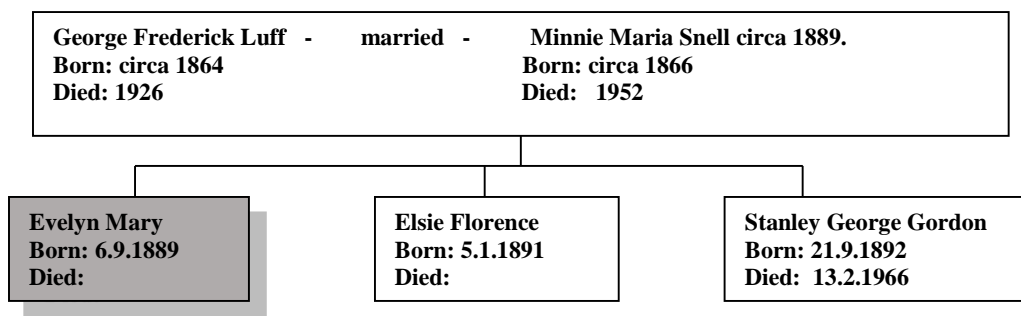 George Frederick Luff - married - Minnie Maria Snell circa 1889.
Born: circa 1864 Born: circa 1866
Died: 1926 Died: 1952
Evelyn Mary
Born: 6.9.1889
Died:
Elsie Florence
Born: 5.1.1891
Died:
Stanley George Gordon
Born: 21.9.1892
Died: 13.2.1966